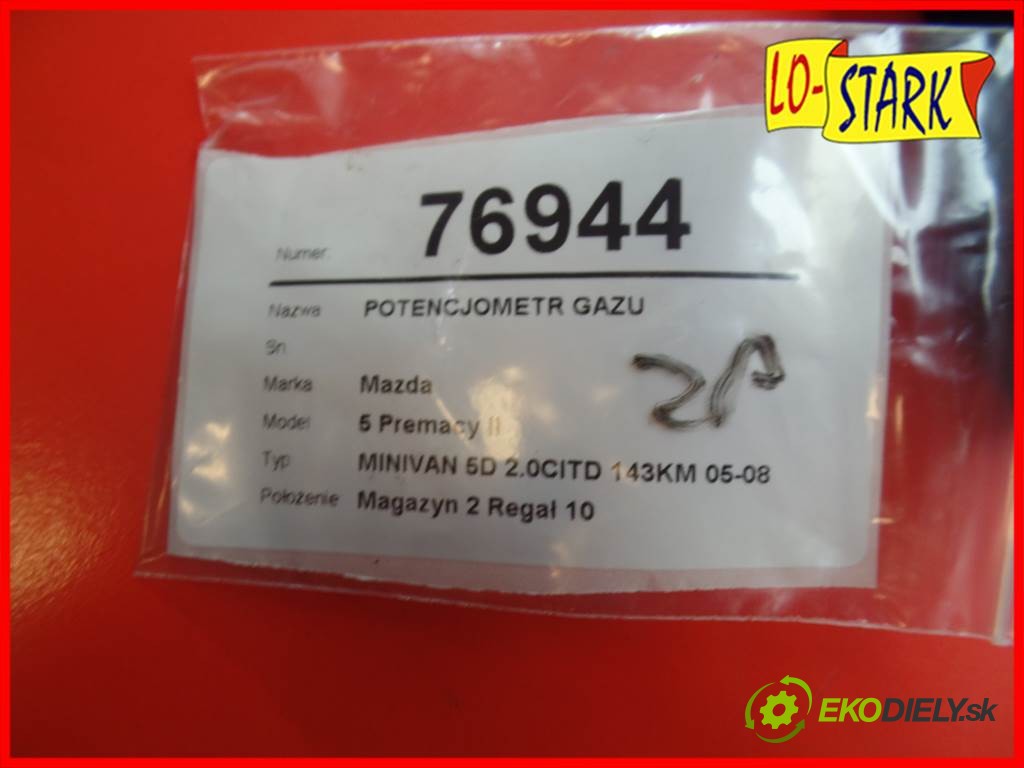 LO-STARK
Numer: 76944
Nazwa POTENCJOMETR GAZU
Sn
Marka Mazda
Model 5 Premacy II
Typ MINIVAN 5D 2.0CITD 143KM 05-08
Położenie Magazyn 2 Regał 10
EKODIELY.sk